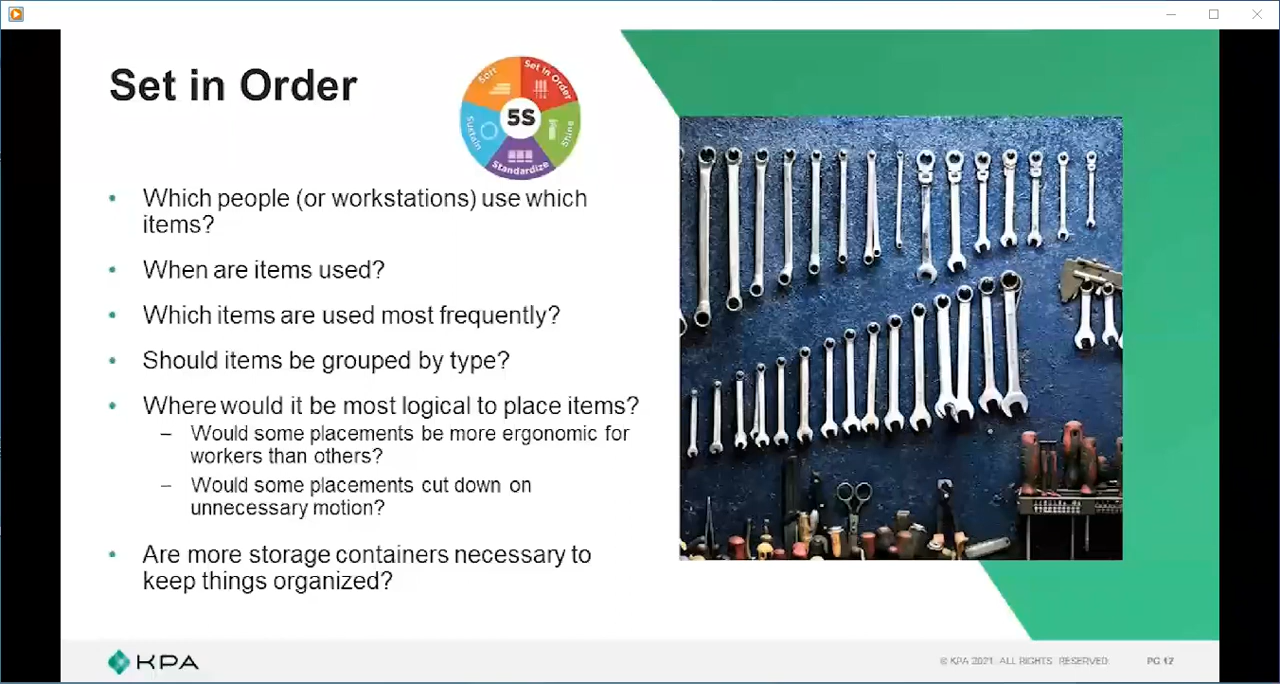 Set in Order
Sort
Set In Order
5S
Sustain
Shine
Standardize
• Which people (or workstations) use which
items?
• When are items used?
• Which items are used most frequently?
• Should items be grouped by type?
• Where would it be most logical to place items?
– Would some placements be more ergonomic for
workers than others?
– Would some placements cut down on
unnecessary motion?
• Are more storage containers necessary to
keep things organized?
KPA
© KPA 2021. ALL RIGHTS RESERVED. PG 12